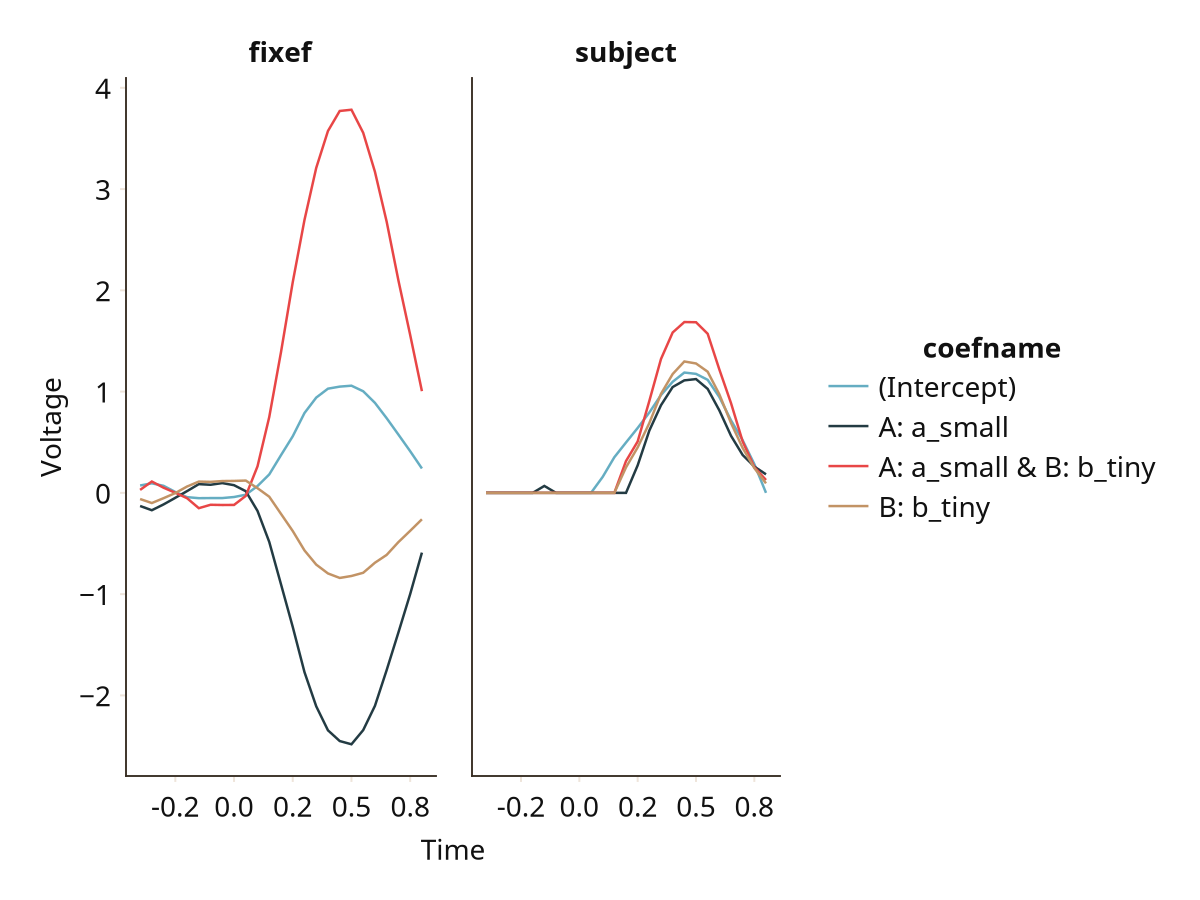 fixef
subject
4
3
2
1
0
−1
−2
Voltage
-0.2 0.0 0.2 0.5 0.8
-0.2 0.0 0.2 0.5 0.8
Time
coefname
(Intercept)
A: a_small
A: a_small & B: b_tiny
B: b_tiny